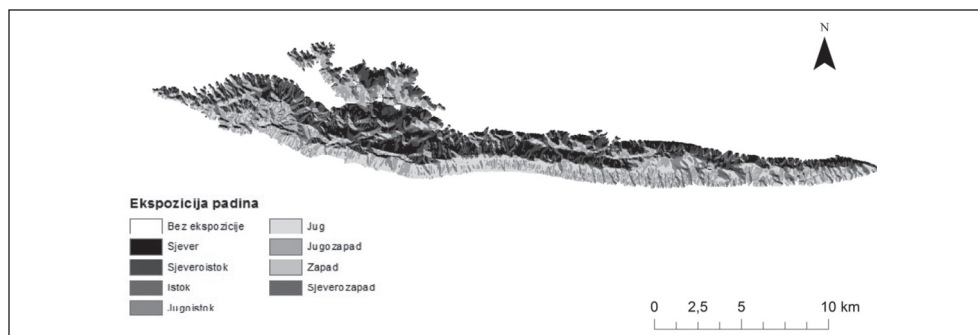 N
Ekspozicija padina
Bez ekspozicije
Sjever
Sjeveroistok
Istok
Jugoistok
Jug
Jugozapad
Zapad
Sjeverozapad
0 2,5 5 10 km